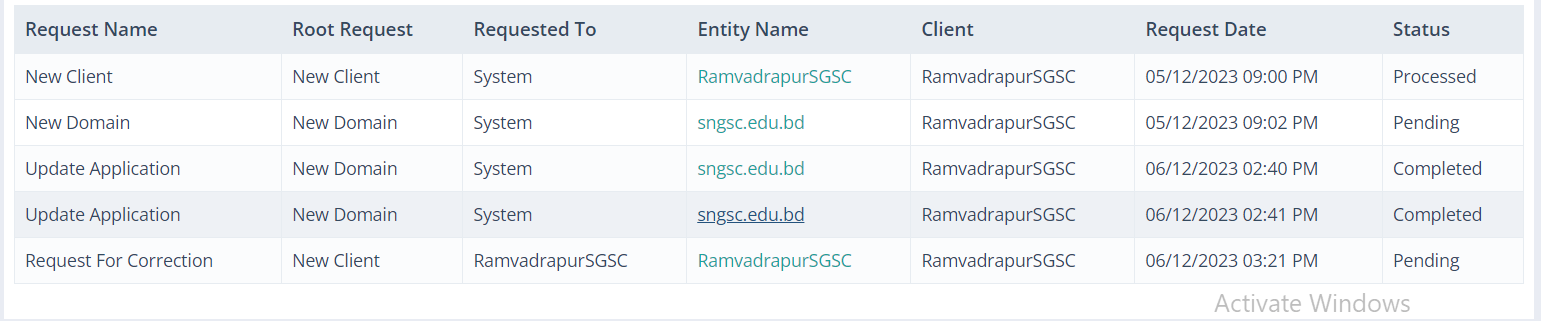 Request Name Root Request Requested To Entity Name Client Request Date Status
New Client New Client System RamvadrapurSGSC RamvadrapurSGSC 05/12/2023 09:00 PM Processed
New Domain New Domain System sngsc.edu.bd RamvadrapurSGSC 05/12/2023 09:02 PM Pending
Update Application New Domain System sngsc.edu.bd RamvadrapurSGSC 06/12/2023 02:40 PM Completed
Update Application New Domain System sngsc.edu.bd RamvadrapurSGSC 06/12/2023 02:41 PM Completed
Request For Correction New Client RamvadrapurSGSC RamvadrapurSGSC RamvadrapurSGSC 06/12/2023 03:21 PM Pending
Activate Windows